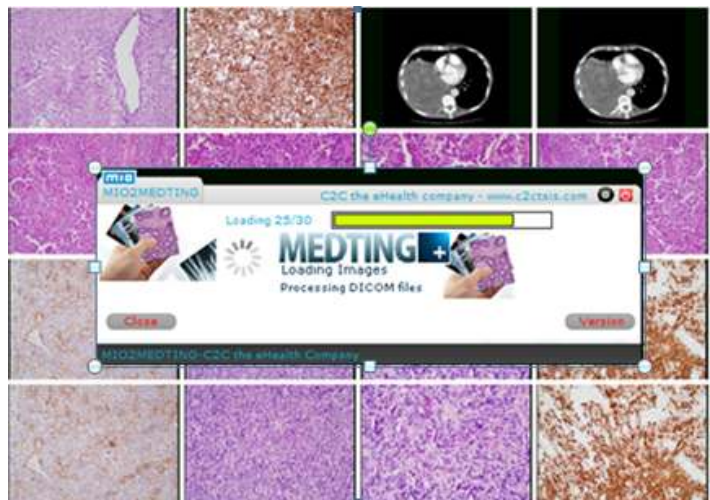 mio
MIO2MEDTING
C2C the eHealth company - www.c2ctsis.com
Loading 25/30
MEDTING
Loading Images
Processing DICOM files
Close
Version
MIO2MEDTING-C2C the eHealth Company